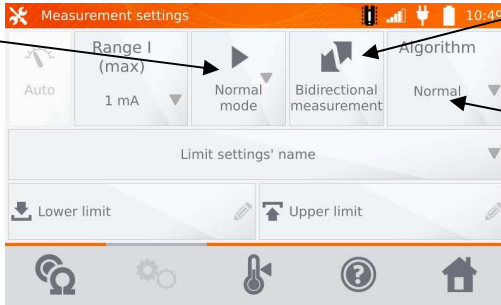 Measurement settings 10:49
Auto
Range I
(max)
1 mA
Normal
mode
Bidirectional
measurement
Algorithm
Normal
Limit settings' name
Lower limit
Upper limit